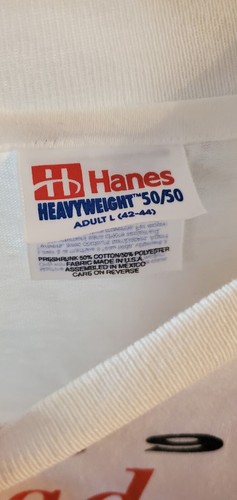 Hanes
HEAVYWEIGHT™ 50/50
ADULT L (42-44)
PRESHRUNK 50% COTTON/50% POLYESTER
FABRIC MADE IN U.S.A.
ASSEMBLED IN MEXICO
CARE ON REVERSE
9